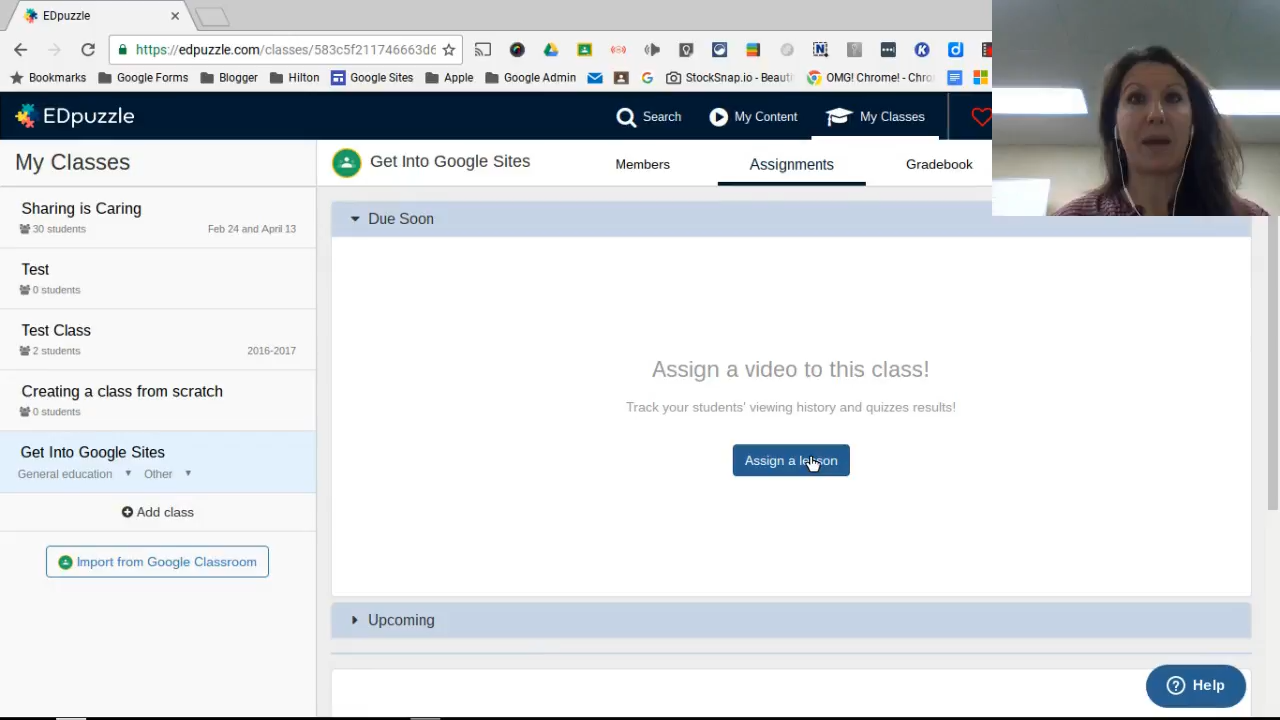 EDpuzzle
https://edpuzzle.com/classes/583c5f211746663d6
Bookmarks Google Forms Blogger Hilton Google Sites Apple Google Admin StockSnap.io - Beauti OMG! Chrome! - Chro
EDpuzzle Search My Content My Classes
My Classes
Get Into Google Sites Members Assignments Gradebook
Sharing is Caring
30 students Feb 24 and April 13
Due Soon
Test
0 students
Test Class
2 students 2016-2017
Assign a video to this class!
Creating a class from scratch
0 students
Track your students' viewing history and quizzes results!
Get Into Google Sites
General education Other
Assign a lesson
Add class
Import from Google Classroom
Upcoming
Help